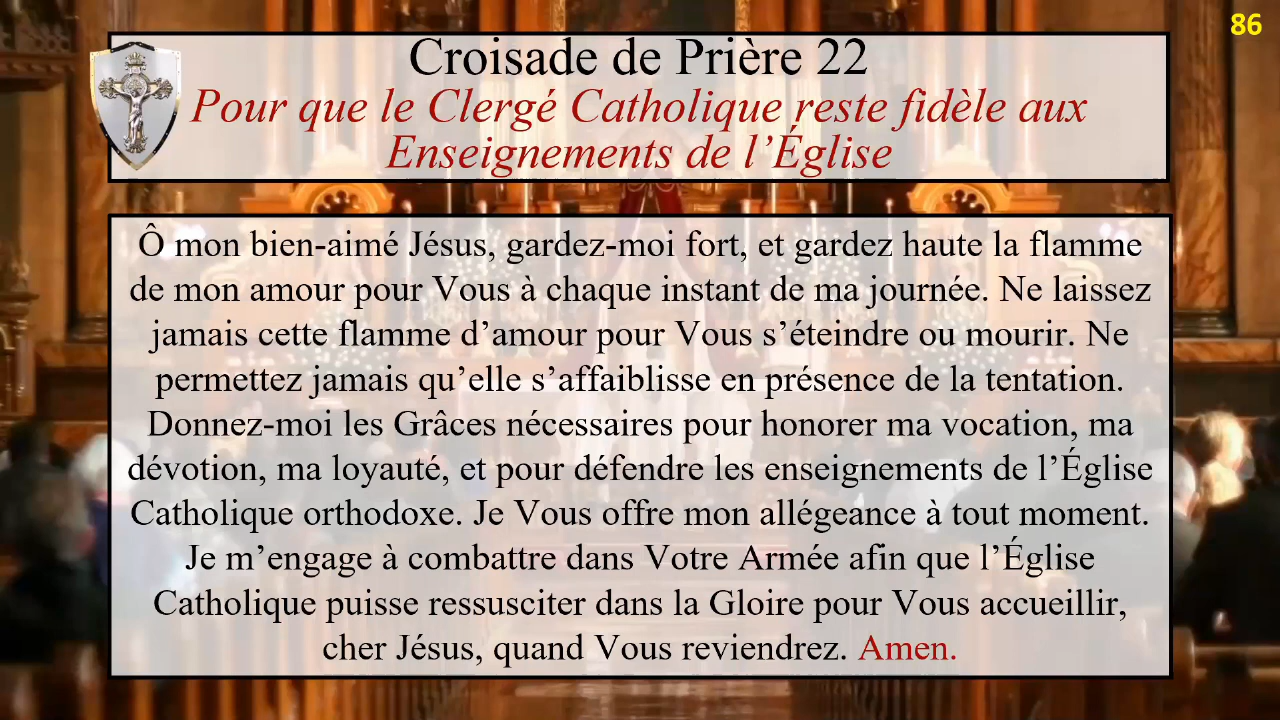 86
Croisade de Prière 22
Pour que le Clergé Catholique reste fidèle aux
Enseignements de l’Église
Ô mon bien-aimé Jésus, gardez-moi fort, et gardez haute la flamme
de mon amour pour Vous à chaque instant de ma journée. Ne laissez
jamais cette flamme d’amour pour Vous s’éteindre ou mourir. Ne
permettez jamais qu’elle s’affaiblisse en présence de la tentation.
Donnez-moi les Grâces nécessaires pour honorer ma vocation, ma
dévotion, ma loyauté, et pour défendre les enseignements de l’Église
Catholique orthodoxe. Je Vous offre mon allégeance à tout moment.
Je m’engage à combattre dans Votre Armée afin que l’Église
Catholique puisse ressusciter dans la Gloire pour Vous accueillir,
cher Jésus, quand Vous reviendrez. Amen.